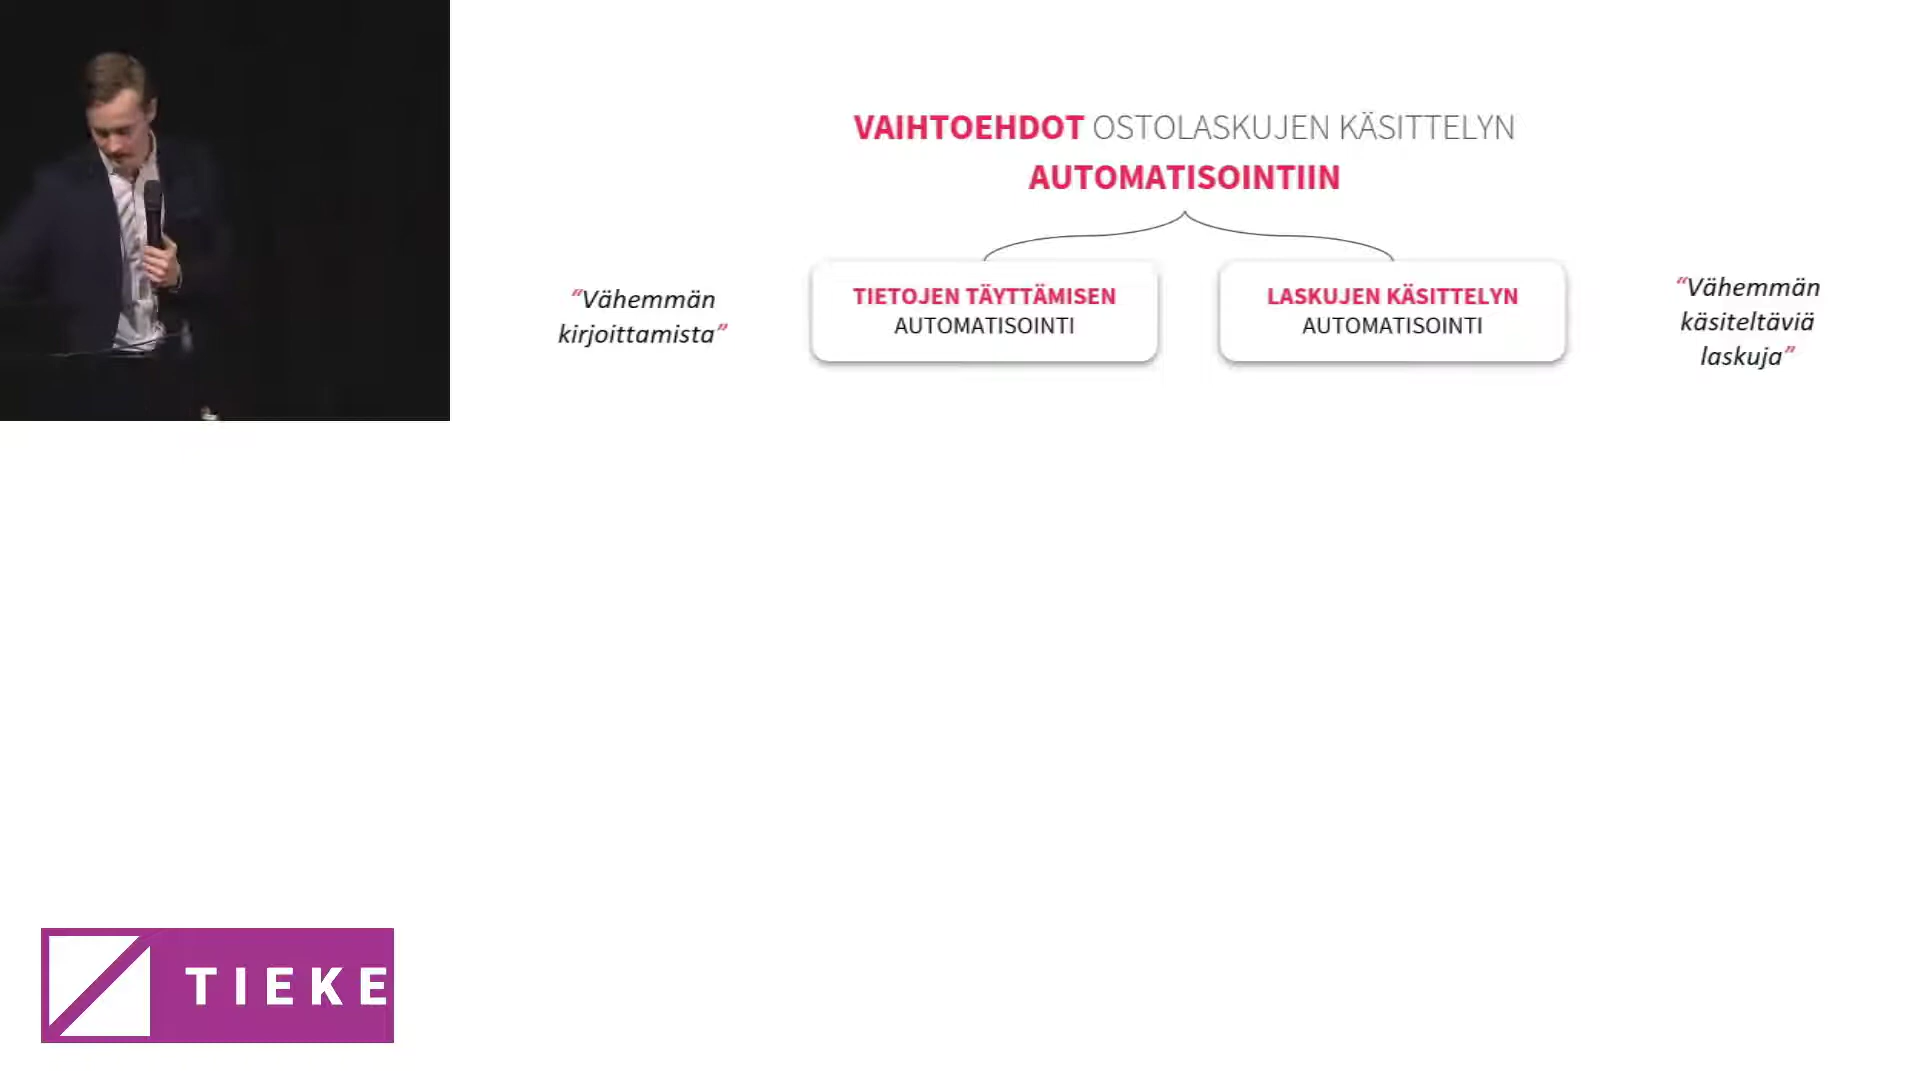 VAIHTOEHDOT OSTOLASKUJEN KÄSITTELYN
AUTOMATISOINTIIN
“Vähemmän
kirjoittamista”
TIETOJEN TÄYTTÄMISEN
AUTOMATISOINTI
LASKUJEN KÄSITTELYN
AUTOMATISOINTI
“Vähemmän
käsiteltäviä
laskuja”
TIEKE